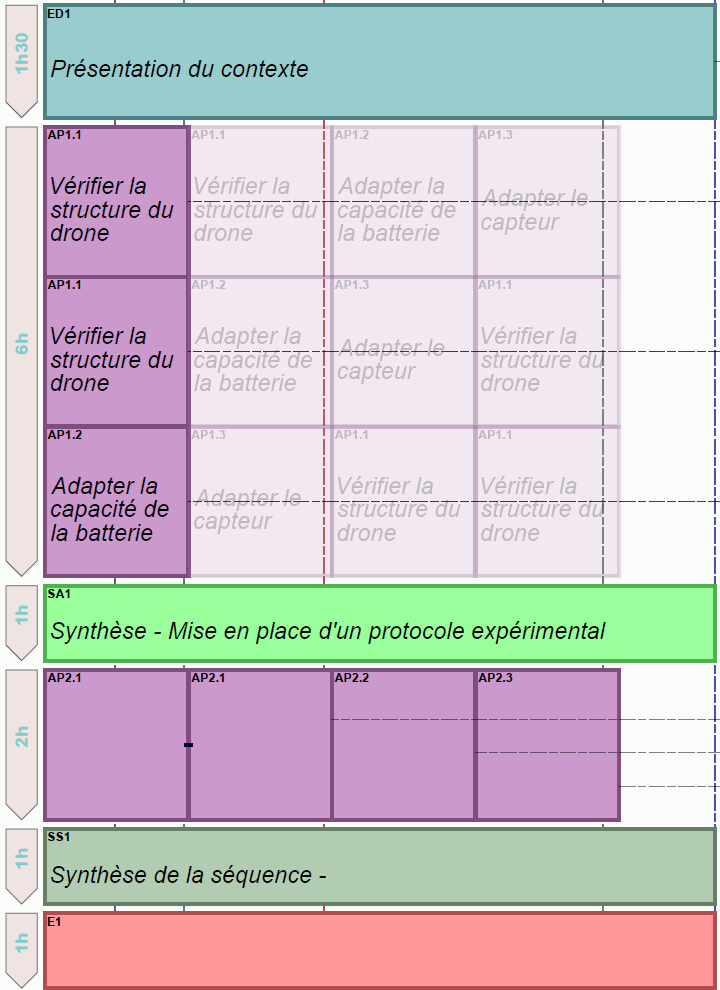 ED1
1h30
Présentation du contexte
6h
AP1.1
Vérifier la
structure du
drone
AP1.1
Vérifier la
structure du
drone
AP1.2
Adapter la
capacité de
la batterie
AP1.3
Adapter le
capteur
AP1.1
Vérifier la
structure du
drone
AP1.2
Adapter la
capacité de
la batterie
AP1.3
Adapter le
capteur
AP1.1
Vérifier la
structure du
drone
AP1.2
Adapter la
capacité de
la batterie
AP1.3
Adapter le
capteur
AP1.1
Vérifier la
structure du
drone
AP1.1
Vérifier la
structure du
drone
1h
SA1
Synthèse - Mise en place d'un protocole expérimental
2h
AP2.1
AP2.1
AP2.2
AP2.3
1h
SS1
Synthèse de la séquence -
1h
E1